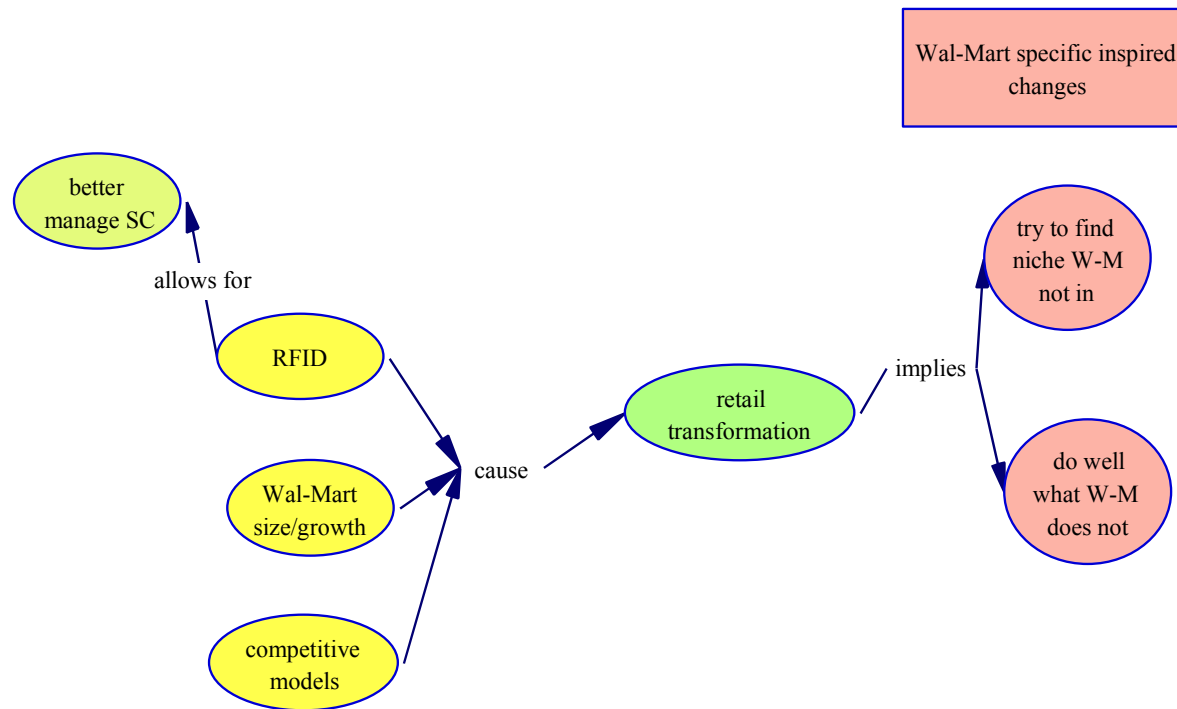 Wal-Mart specific inspired
changes
better
manage SC
allows for
RFID
Wal-Mart
size/growth
competitive
models
cause
retail
transformation
implies
try to find
niche W-M
not in
do well
what W-M
does not